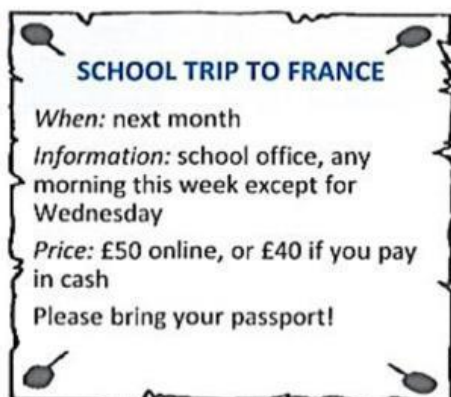 SCHOOL TRIP TO FRANCE
When: next month
Information: school office, any
morning this week except for
Wednesday
Price: £50 online, or £40 if you pay
in cash
Please bring your passport!